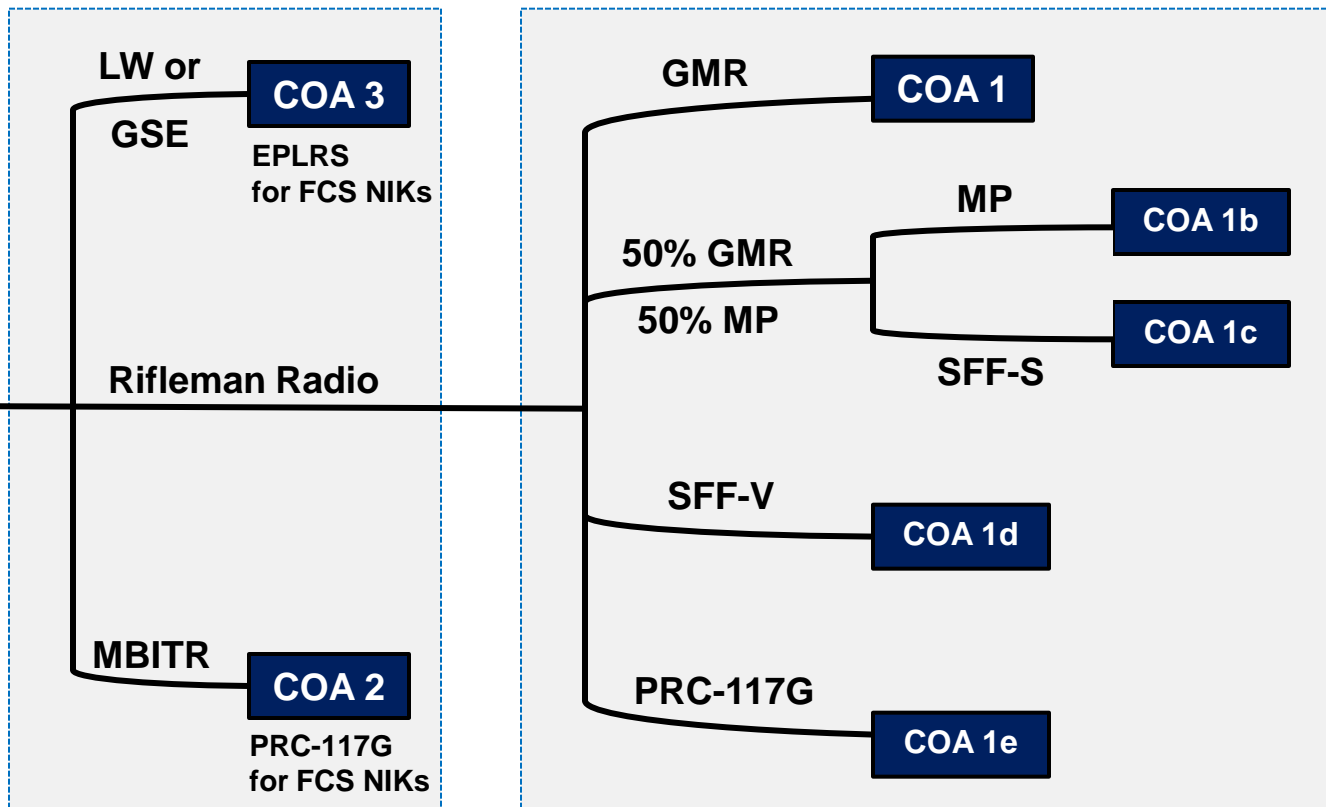 LW or
GSE
COA 3
EPLRS
for FCS NIKs
Rifleman Radio
MBITR
COA 2
PRC-117G
for FCS NIKs
GMR
COA 1
50% GMR
50% MP
MP
COA 1b
SFF-S
COA 1c
SFF-V
COA 1d
PRC-117G
COA 1e